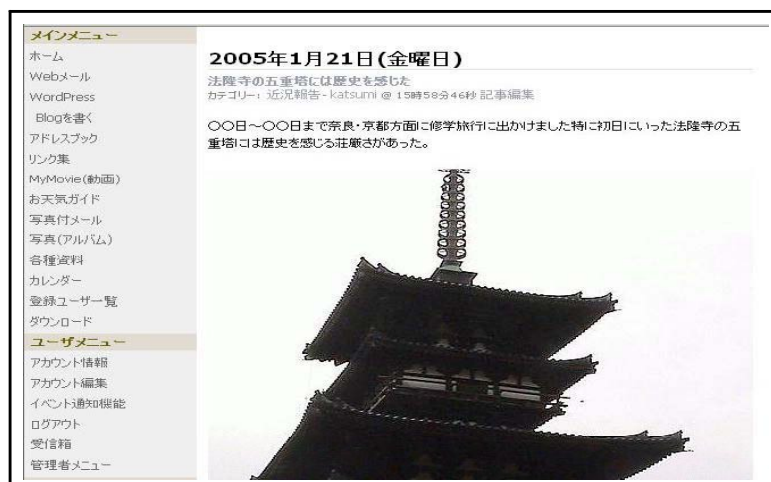 メインメニュー
ホーム
Webメール
WordPress
Blogを書く
アドレスブック
リンク集
MyMovie(動画)
お天気ガイド
写真付メール
写真(アルバム)
各種資料
カレンダー
登録ユーザー覧
ダウンロード
ユーザメニュー
アカウント情報
アカウント編集
イベント通知機能
ログアウト
受信箱
管理者メニュー
2005年1月21日(金曜日)
法隆寺の五重塔には歴史を感じた
カテゴリー: 近況報告 - katsumi @ 15時58分46秒 記事編集
〇〇日～〇〇日まで奈良・京都方面に修学旅行に出かけました特に初日にいった法隆寺の五
重塔には歴史を感じる荘厳さがあった。